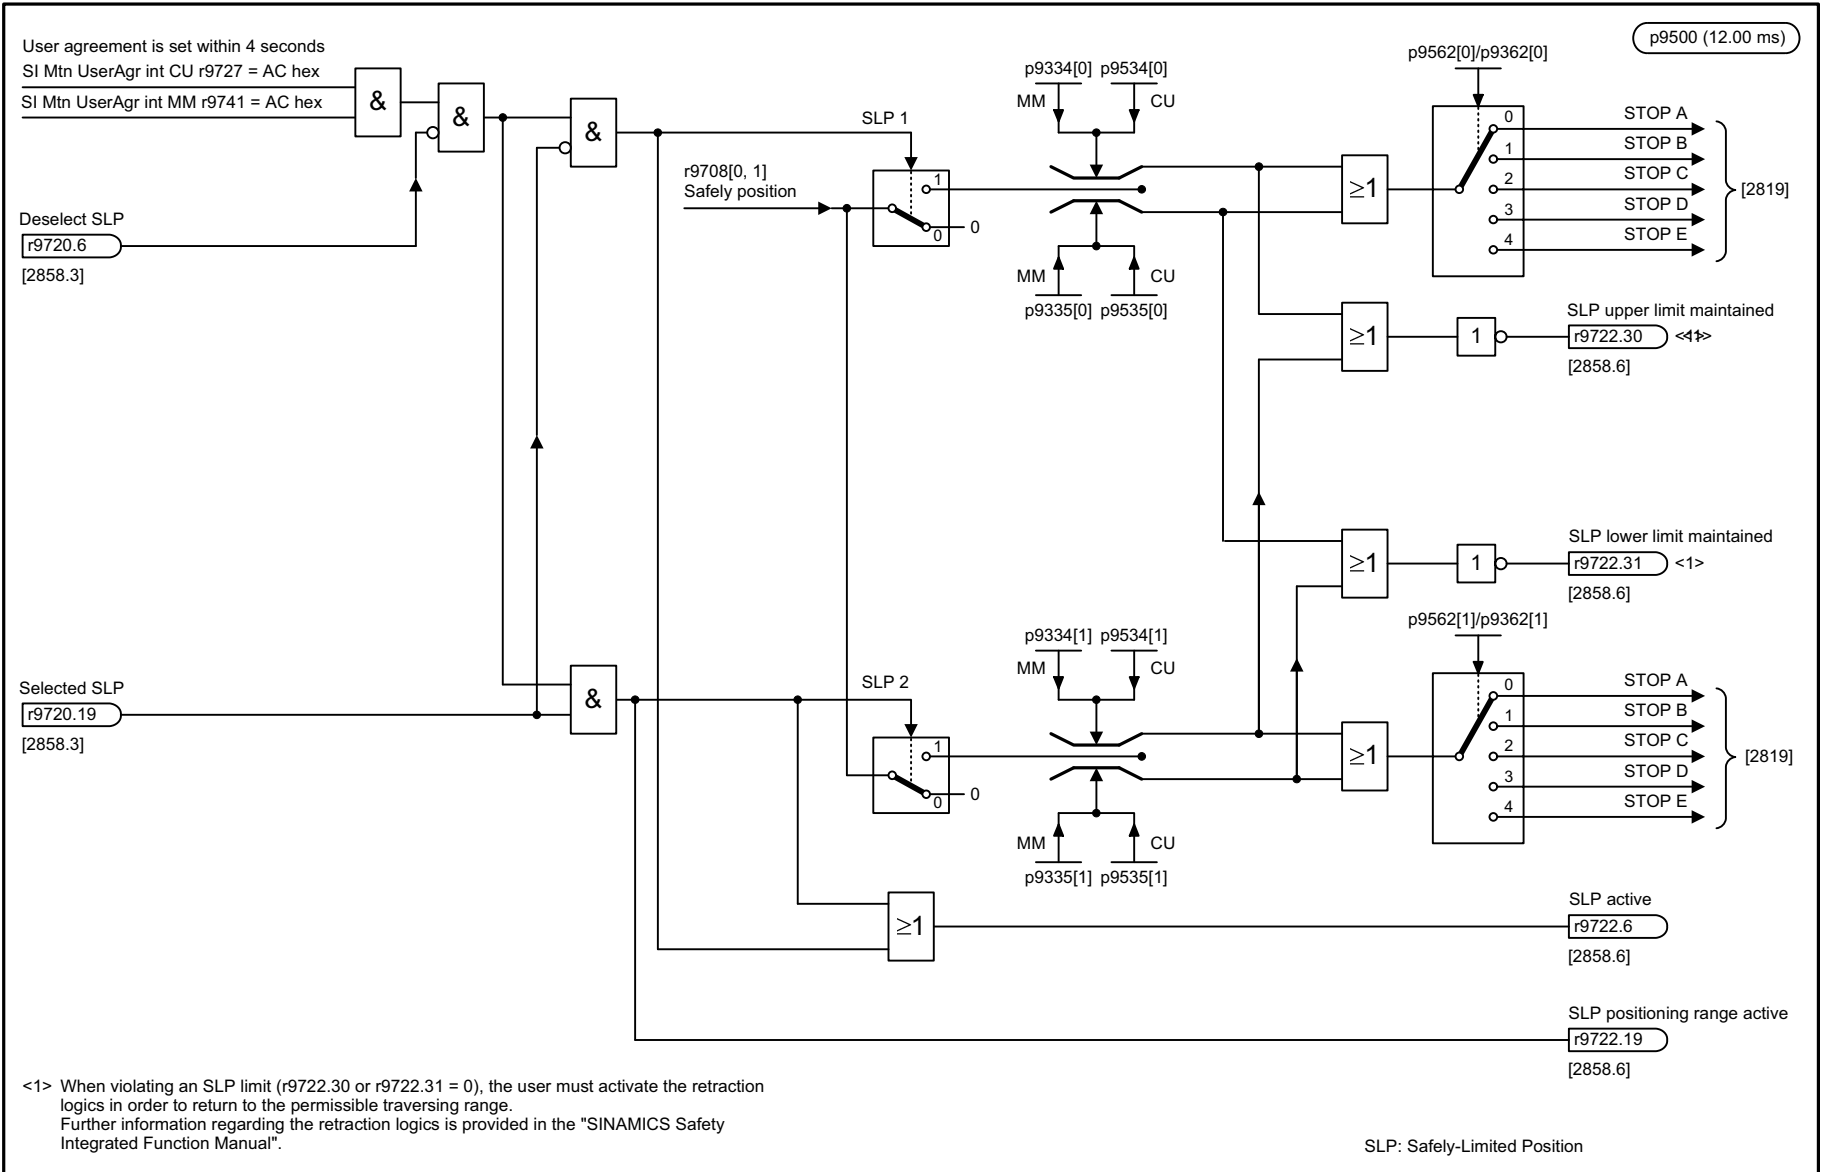 p9500 (12.00 ms)
User agreement is set within 4 seconds
SI Mtn UserAgr int CU r9727 = AC hex
SI Mtn UserAgr int MM r9741 = AC hex
&
&
&
Deselect SLP
r9720.6
[2858.3]
SLP 1
r9708[0, 1]
Safely position
1
0
0
p9334[0] p9534[0]
MM
CU
MM
CU
p9335[0] p9535[0]
≥1
p9562[0]/p9362[0]
0
1
2
3
4
STOP A
STOP B
STOP C
STOP D
STOP E
[2819]
≥1
1
SLP upper limit maintained
r9722.30
[2858.6]
≥1
1
SLP lower limit maintained
r9722.31 <1>
[2858.6]
Selected SLP
r9720.19
[2858.3]
&
SLP 2
1
0
0
p9334[1] p9534[1]
MM
CU
MM
CU
p9335[1] p9535[1]
≥1
p9562[1]/p9362[1]
0
1
2
3
4
STOP A
STOP B
STOP C
STOP D
STOP E
[2819]
≥1
SLP active
r9722.6
[2858.6]
SLP positioning range active
r9722.19
[2858.6]
<1> When violating an SLP limit (r9722.30 or r9722.31 = 0), the user must activate the retraction
logics in order to return to the permissible traversing range.
Further information regarding the retraction logics is provided in the "SINAMICS Safety
Integrated Function Manual".
SLP: Safely-Limited Position